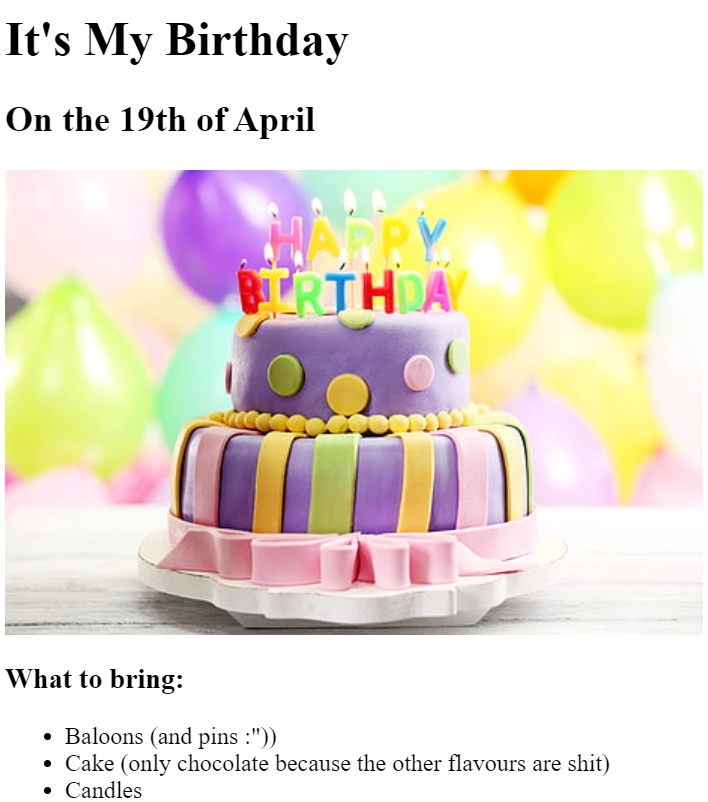 It's My Birthday
On the 19th of April
HAPPY
BIRTHDAY
What to bring:
Baloons (and pins :"))
Cake (only chocolate because the other flavours are shit)
Candles